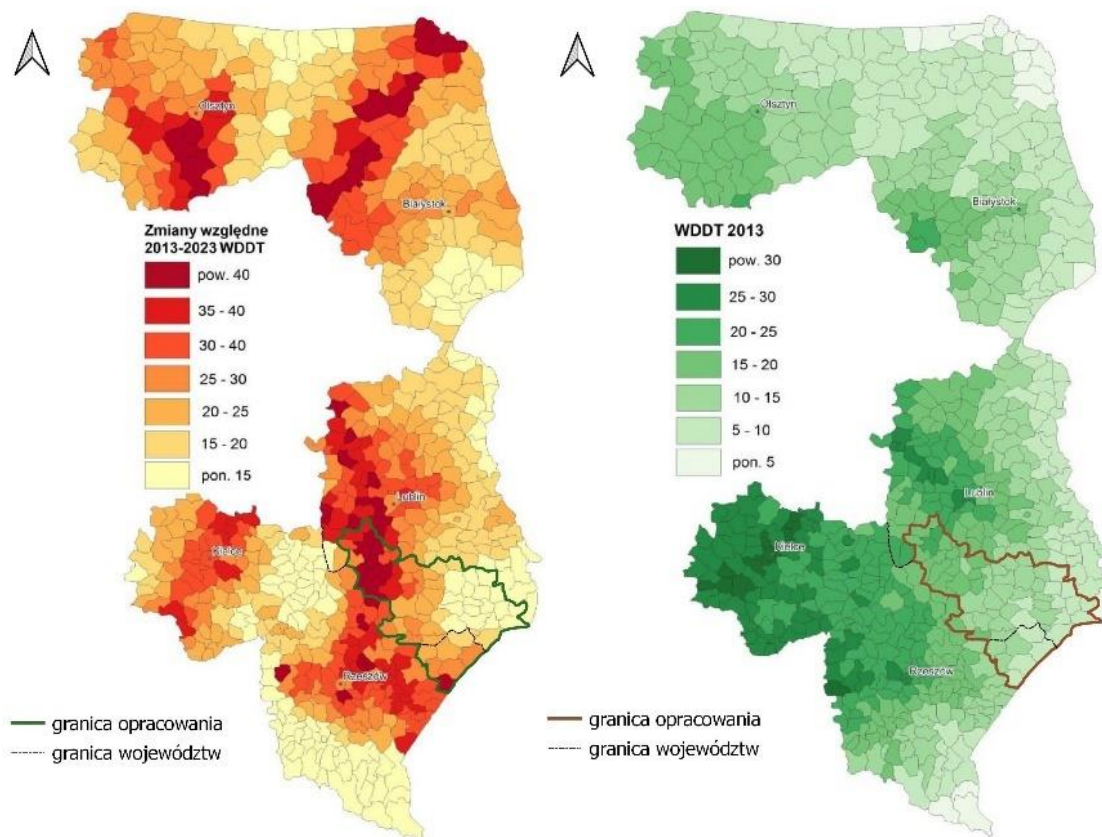 Olsztyn
Białystok
Zmiany względne
2013-2023 WDDT
pow. 40
35 - 40
30 - 40
25 - 30
20 - 25
15 - 20
pon. 15
Lublin
Kielce
Rzeszów
granica opracowania
granica województw
Olsztyn
Białystok
WDDT 2013
pow. 30
25 - 30
20 - 25
15 - 20
10 - 15
5 - 10
pon. 5
Lublin
Kielce
Rzeszów
granica opracowania
granica województw